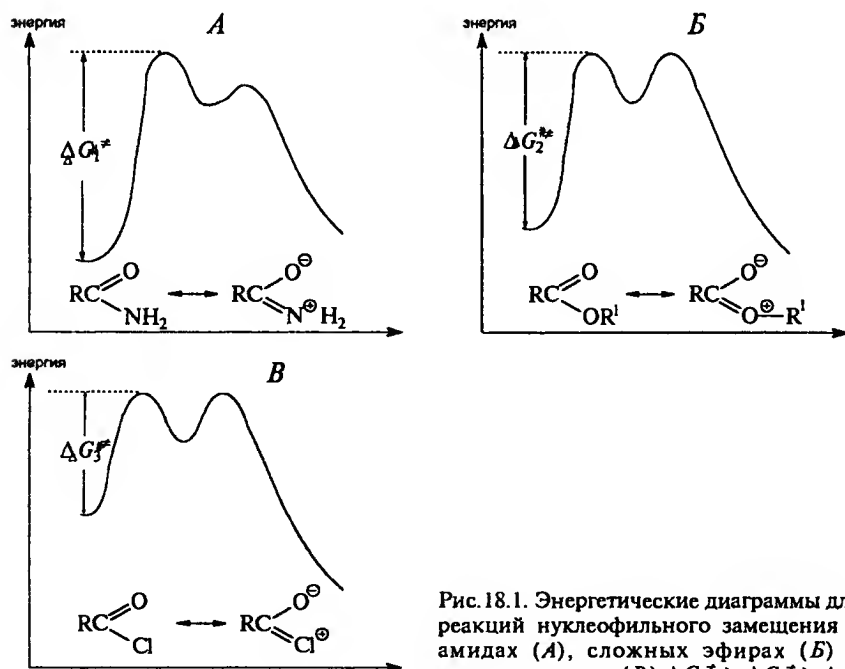 энергия
А
ΔG₁≠
RC
O
NH₂
O⊖
RC
N⊕H₂
энергия
Б
ΔG₂≠
RC
O
OR¹
O⊖
RC
O⊕—R¹
энергия
В
ΔG₃≠
RC
O
Cl
O⊖
RC
Cl⊕
Рис.18.1. Энергетические диаграммы
реакций нуклеофильного замещения
амидах (А), сложных эфирах (Б)